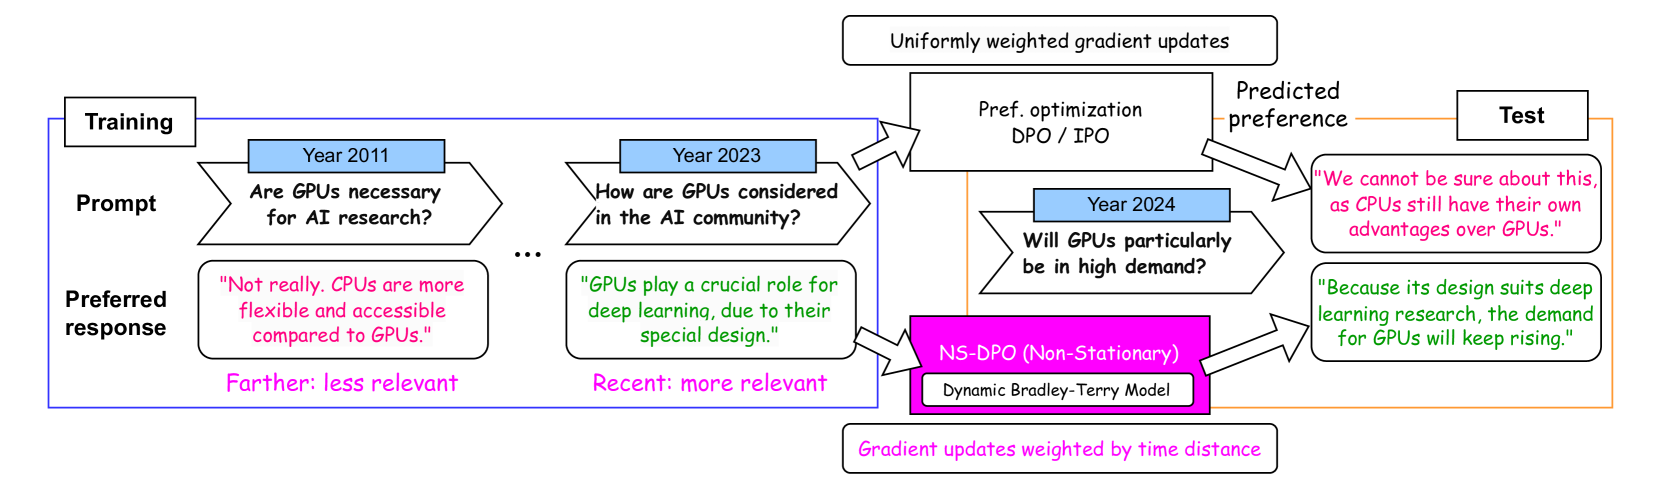 Uniformly weighted gradient updates
Training
Pref. optimization
DPO / IPO
Predicted
preference
Test
Prompt
Year 2011
Are GPUs necessary
for AI research?
...
Year 2023
How are GPUs considered
in the AI community?
Year 2024
Will GPUs particularly
be in high demand?
"We cannot be sure about this,
as CPUs still have their own
advantages over GPUs."
Preferred
response
"Not really. CPUs are more
flexible and accessible
compared to GPUs."
"GPUs play a crucial role for
deep learning, due to their
special design."
"Because its design suits deep
learning research, the demand
for GPUs will keep rising."
Farther: less relevant
Recent: more relevant
NS-DPO (Non-Stationary)
Dynamic Bradley-Terry Model
Gradient updates weighted by time distance